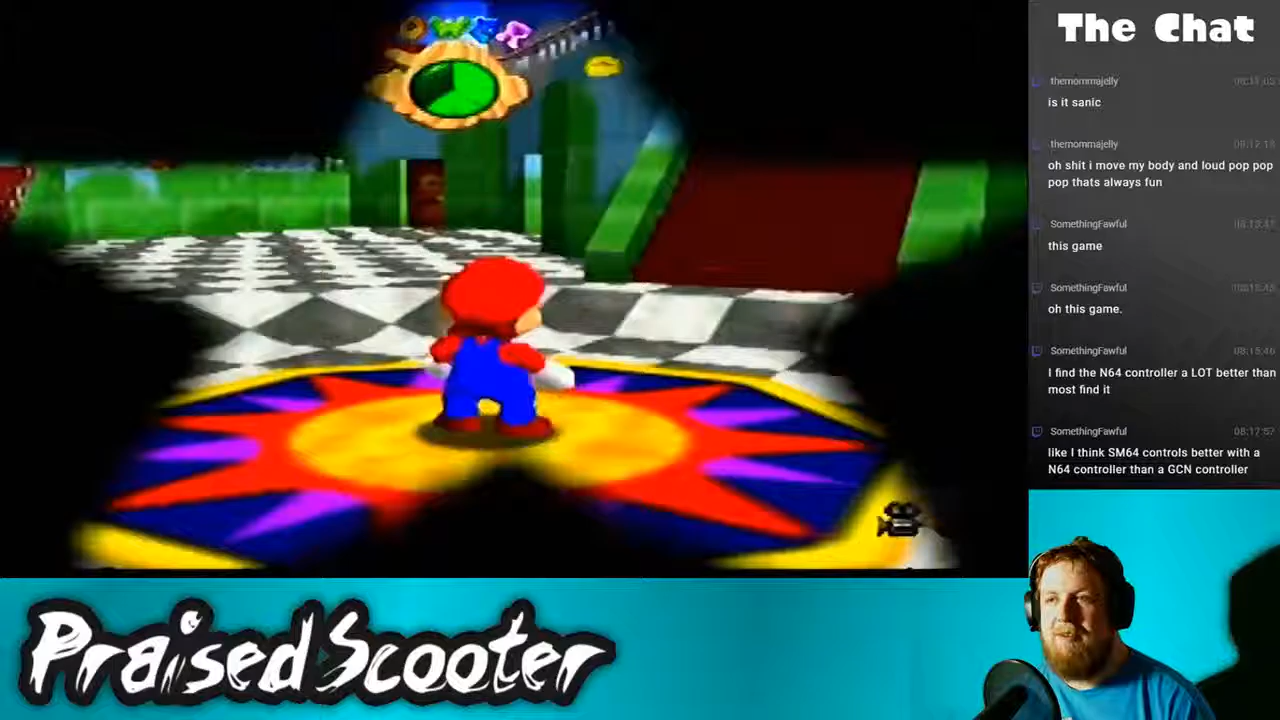 The Chat
themommajelly
is it sanic
themommajelly
oh shit i move my body and loud pop pop
pop thats always fun
SomethingFawful
this game
SomethingFawful
oh this game.
SomethingFawful
I find the N64 controller a LOT better than
most find it
SomethingFawful
like I think SM64 controls better with a
N64 controller than a GCN controller
PraisedScooter